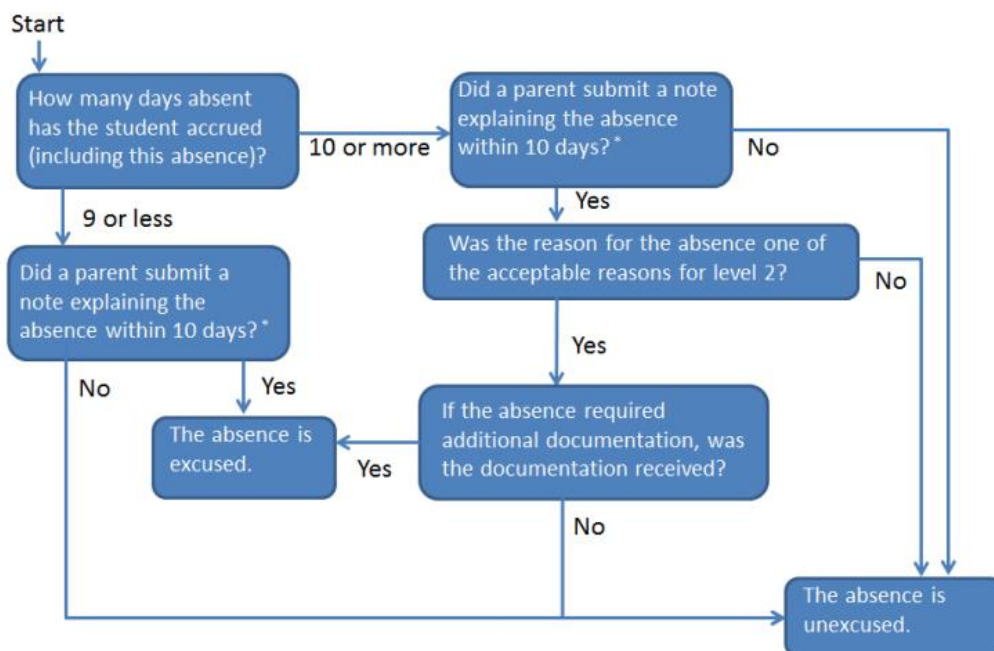 Start
How many days absent
has the student accrued
(including this absence)?
10 or more
Did a parent submit a note
explaining the absence
within 10 days?*
No
9 or less
Yes
Was the reason for the absence one of
the acceptable reasons for level 2?
No
Did a parent submit a
note explaining the
absence within 10 days?*
Yes
No
Yes
If the absence required
additional documentation, was
the documentation received?
The absence is
excused.
Yes
No
The absence is
unexcused.